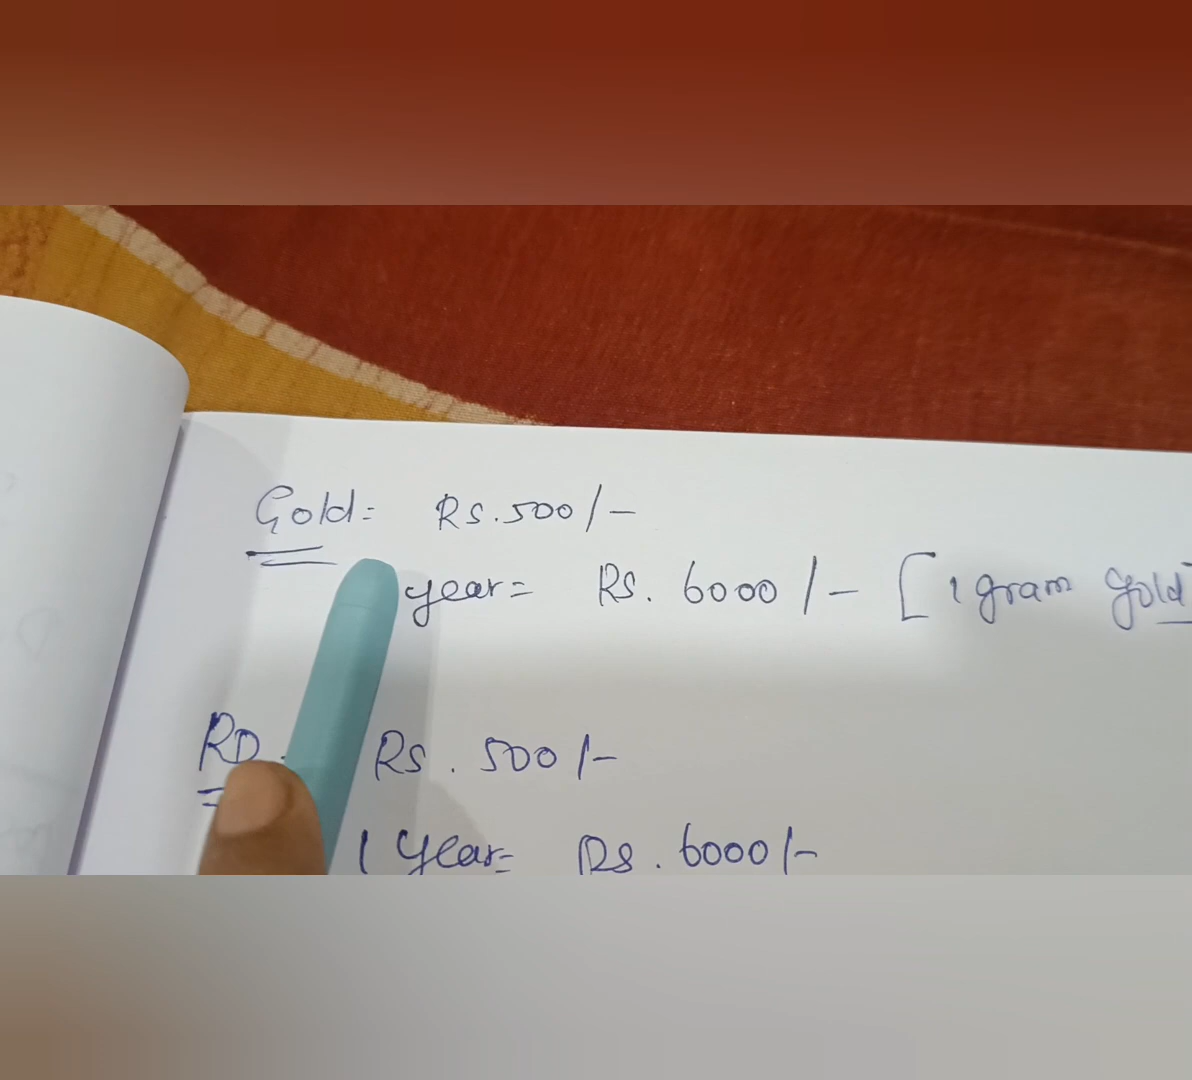 Gold = Rs. 500/-
year = Rs. 6000/- [1 gram gold]
RD Rs. 500/-
1 Year = Rs. 6000/-